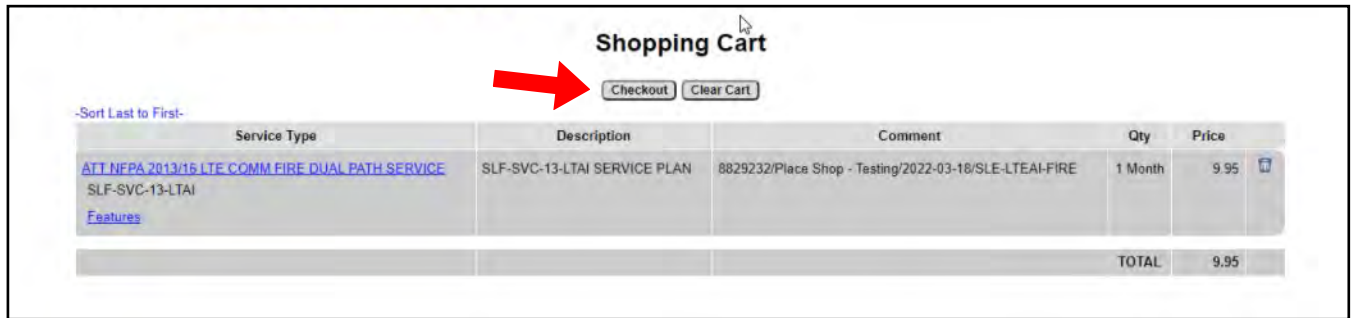 Shopping Cart
Checkout Clear Cart
-Sort Last to First-
Service Type Description Comment Qty Price
ATT NFPA 2013/16 LTE COMM FIRE DUAL PATH SERVICE SLF-SVC-13-LTAI SERVICE PLAN 8829232/Place Shop - Testing/2022-03-18/SLE-LTEAI-FIRE 1 Month 9.95
SLF-SVC-13-LTAI
Features
TOTAL 9.95